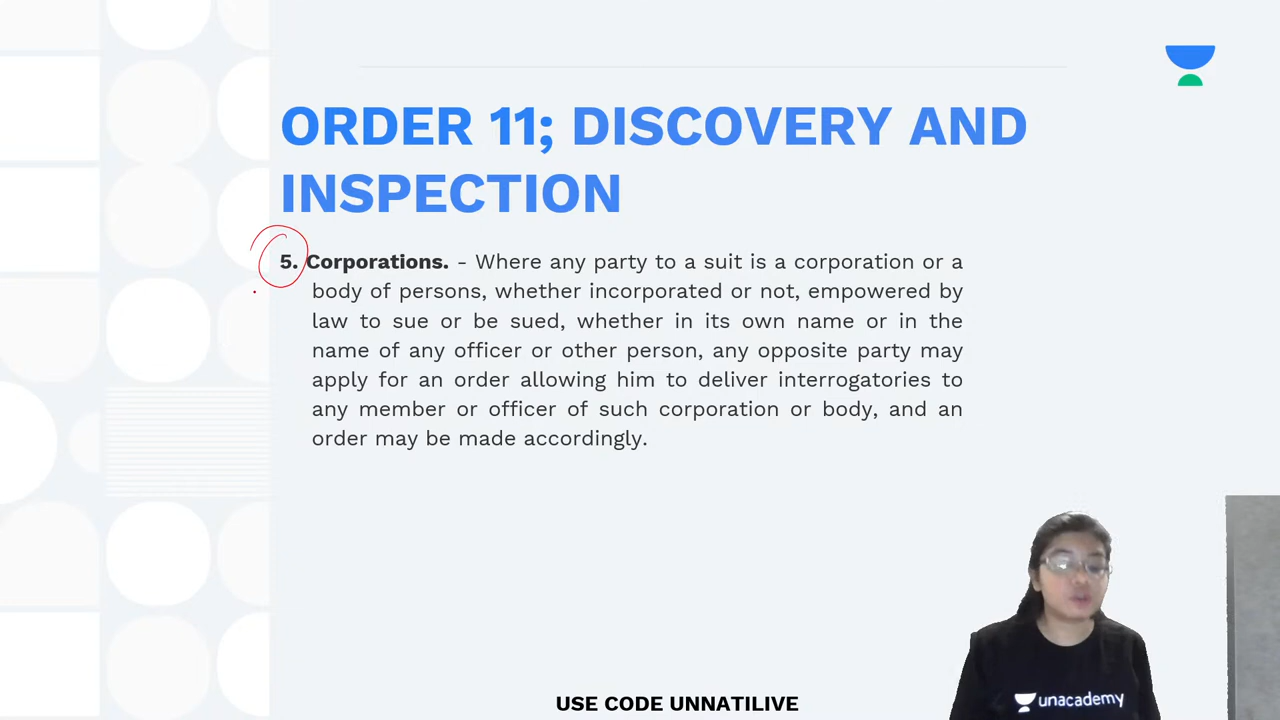 ORDER 11; DISCOVERY AND
INSPECTION
5. Corporations. - Where any party to a suit is a corporation or a
body of persons, whether incorporated or not, empowered by
law to sue or be sued, whether in its own name or in the
name of any officer or other person, any opposite party may
apply for an order allowing him to deliver interrogatories to
any member or officer of such corporation or body, and an
order may be made accordingly.
unacademy
USE CODE UNNATILIVE